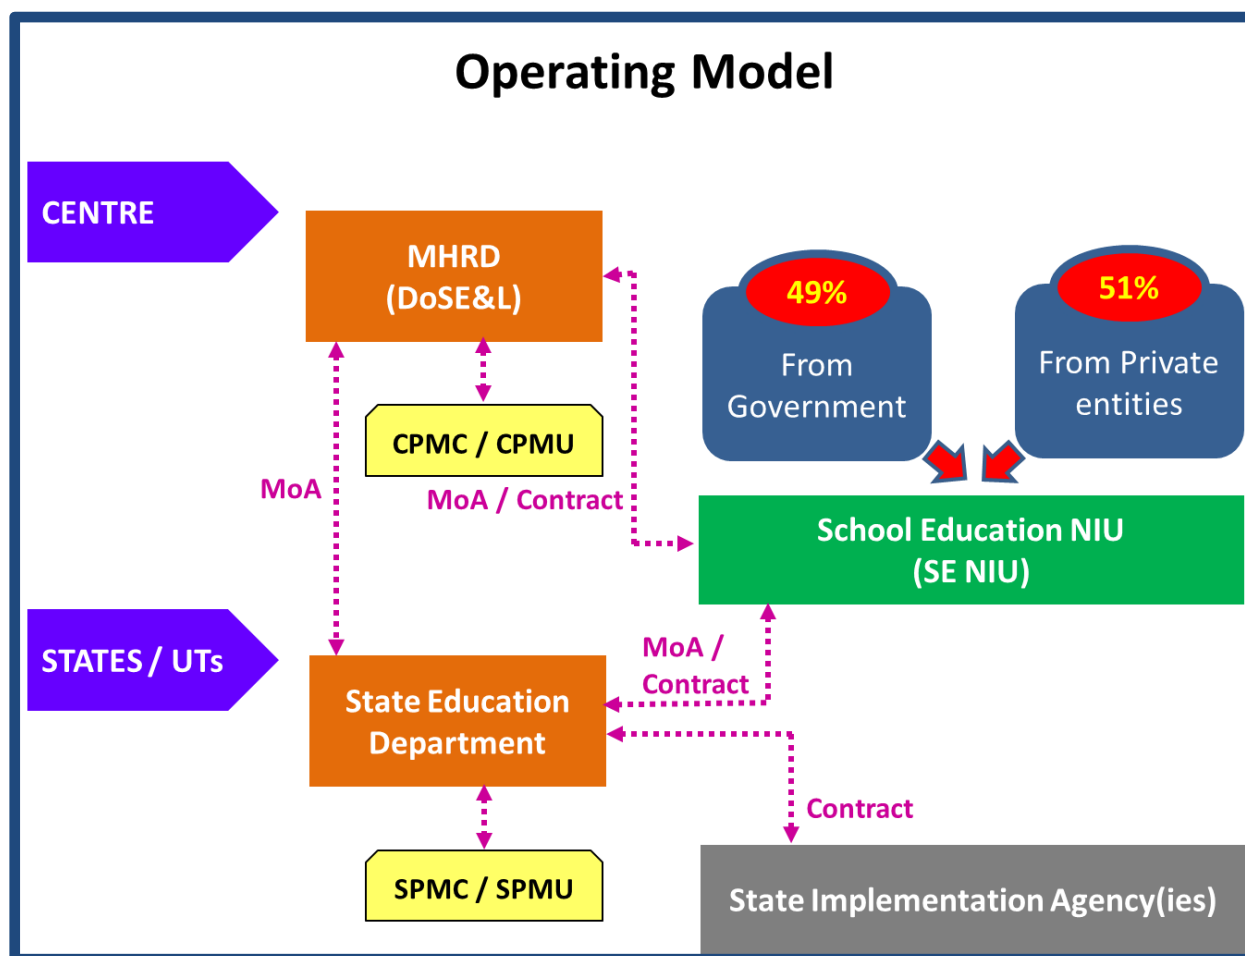 Operating Model
CENTRE
MHRD
(DoSE&L)
49%
From
Government
51%
From Private
entities
CPMC / CPMU
MoA
MoA / Contract
School Education NIU
(SE NIU)
STATES / UTs
State Education
Department
MoA /
Contract
Contract
SPMC / SPMU
State Implementation Agency(ies)